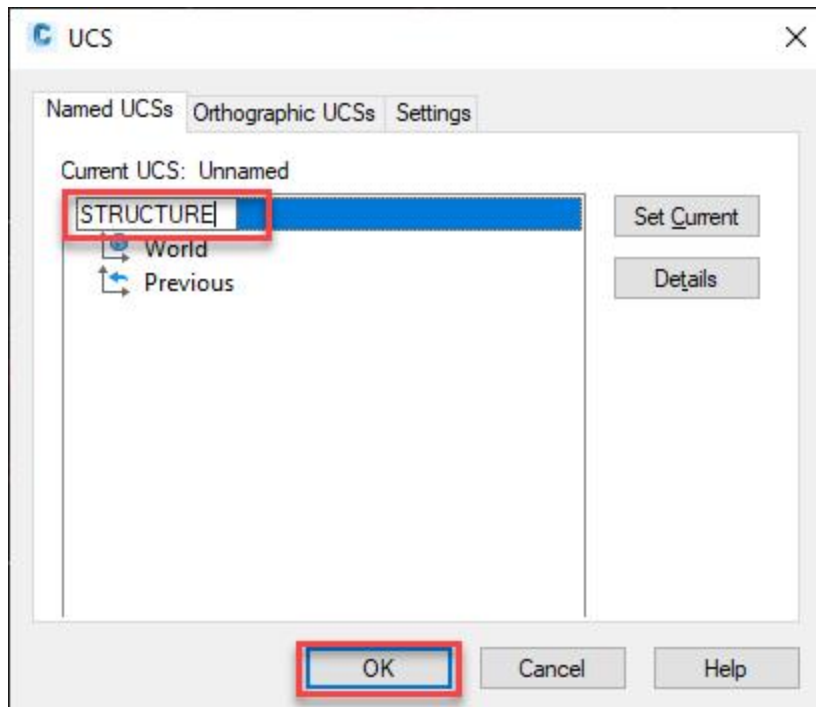 UCS
Named UCSs Orthographic UCSs Settings
Current UCS: Unnamed
STRUCTURE
Set Current
World
Previous
Details
OK Cancel Help